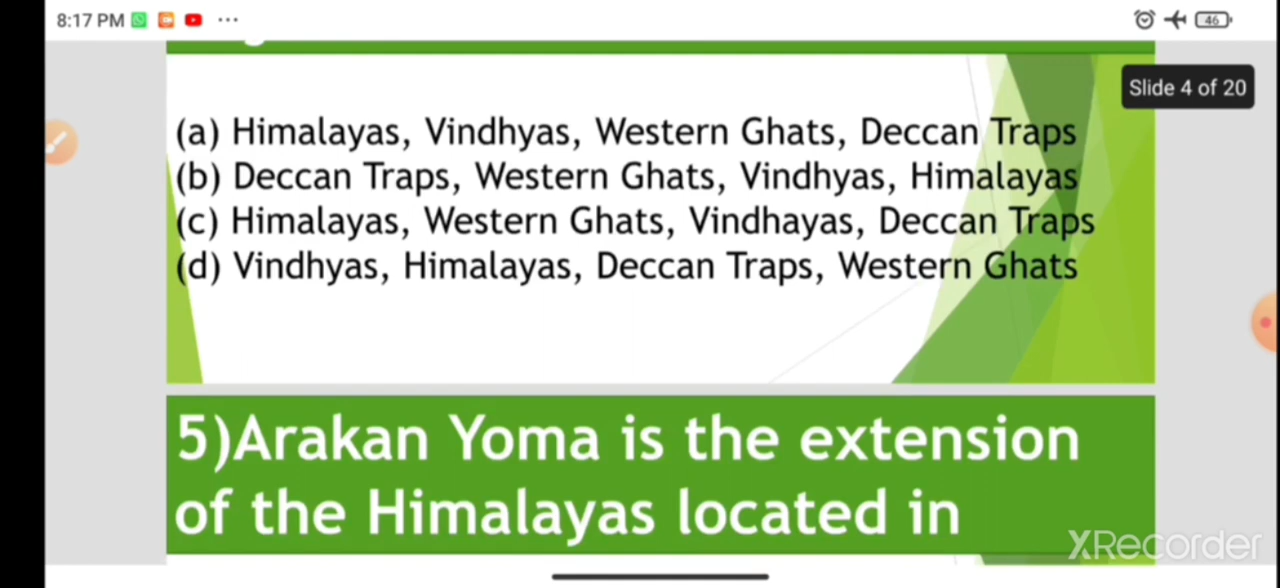 8:17 PM
46
Slide 4 of 20
(a) Himalayas, Vindhyas, Western Ghats, Deccan Traps
(b) Deccan Traps, Western Ghats, Vindhyas, Himalayas
(c) Himalayas, Western Ghats, Vindhayas, Deccan Traps
(d) Vindhyas, Himalayas, Deccan Traps, Western Ghats
5)Arakan Yoma is the extension
of the Himalayas located in
XRecorder